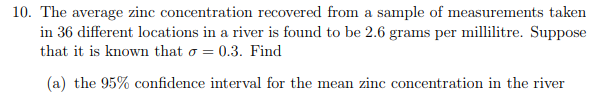 10. The average zinc concentration recovered from a sample of measurements taken
in 36 different locations in a river is found to be 2.6 grams per millilitre. Suppose
that it is known that σ = 0.3. Find
(a) the 95% confidence interval for the mean zinc concentration in the river